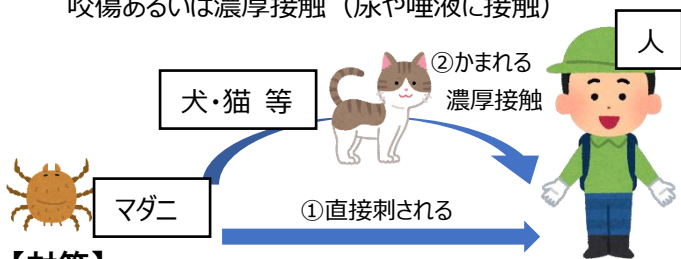 咬傷あるいは濃厚接触（尿や唾液に接触）
人
②かまれる
濃厚接触
犬・猫 等
マダニ
①直接刺される
【対策】